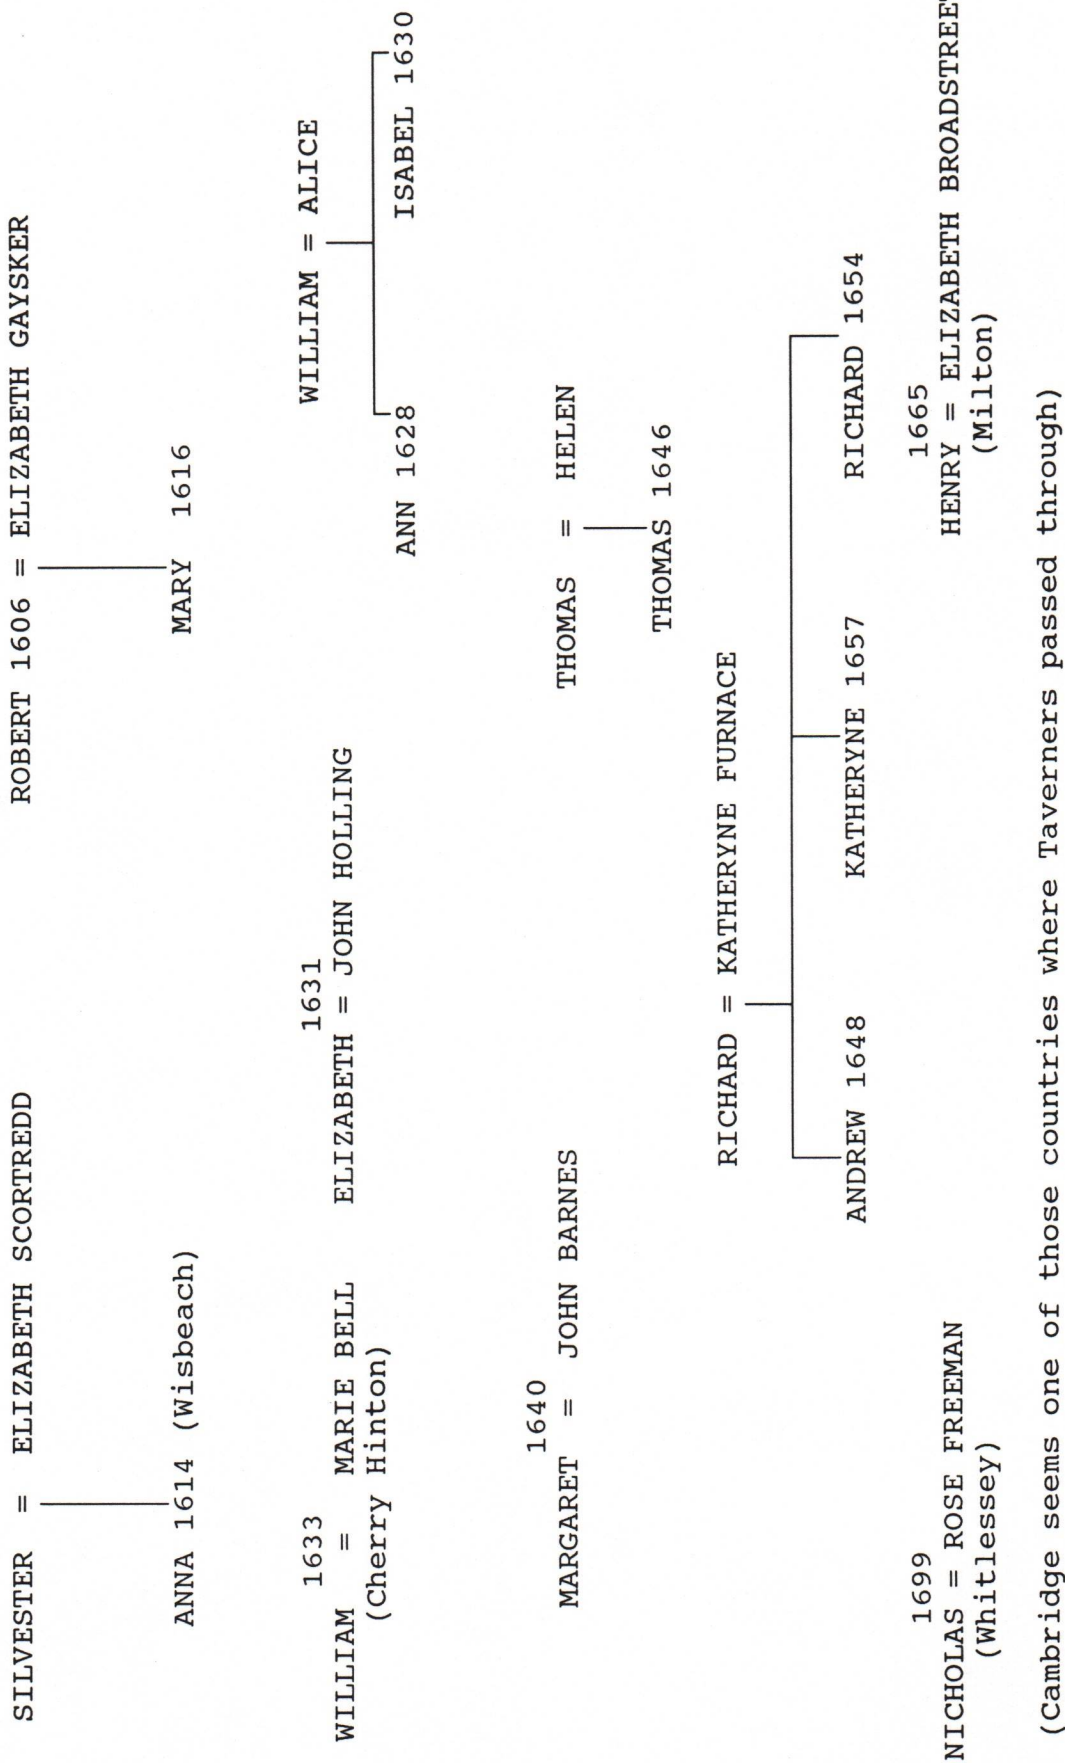 SILVESTER = ELIZABETH SCORTREDD ROBERT 1606 = ELIZABETH GAYSKER
ANNA 1614 (Wisbeach) MARY 1616
1633 1631
WILLIAM = MARIE BELL ELIZABETH = JOHN HOLLING WILLIAM = ALICE
(Cherry Hinton)
ANN 1628 ISABEL 1630
1640
MARGARET = JOHN BARNES THOMAS = HELEN
THOMAS 1646
RICHARD = KATHERYNE FURNACE
ANDREW 1648 KATHERYNE 1657 RICHARD 1654
1699 1665
NICHOLAS = ROSE FREEMAN HENRY = ELIZABETH BROADSTREET
(Whitlessey) (Milton)
(Cambridge seems one of those countries where Taverners passed through)